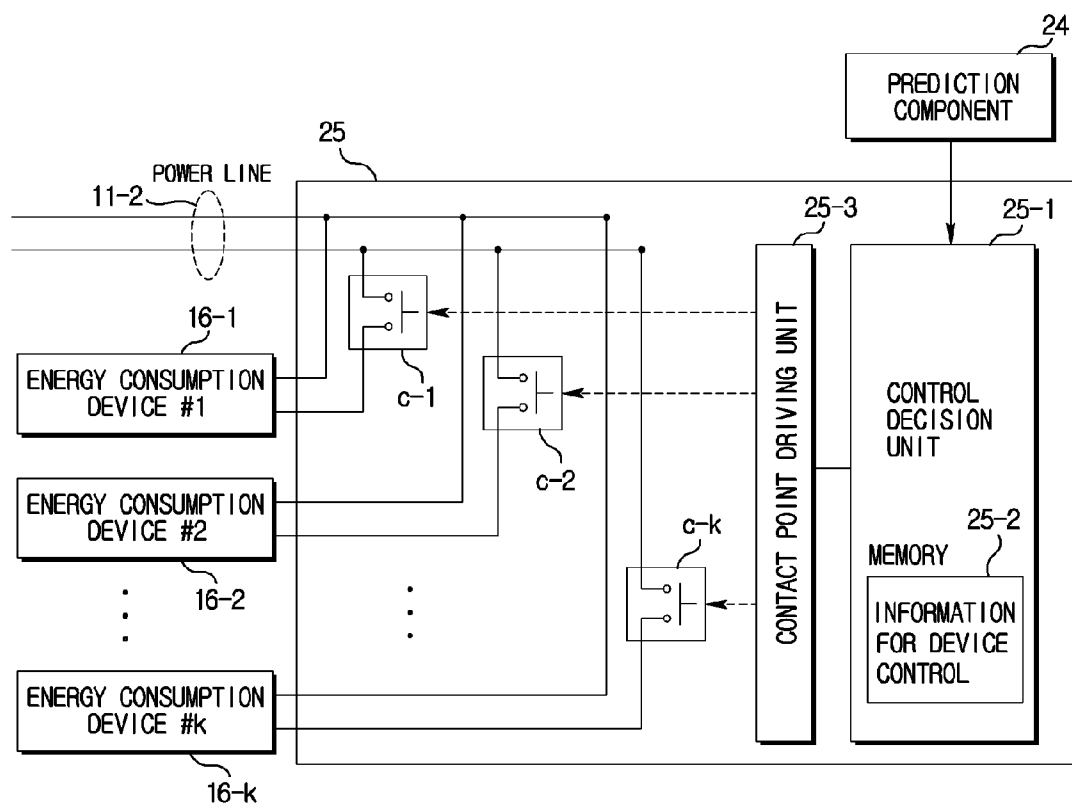 24
PREDICTION
COMPONENT
25
POWER LINE
11-2
25-3
25-1
16-1
ENERGY CONSUMPTION
DEVICE #1
c-1
c-2
CONTACT POINT DRIVING UNIT
CONTROL
DECISION
UNIT
ENERGY CONSUMPTION
DEVICE #2
16-2
c-k
25-2
MEMORY
INFORMATION
FOR DEVICE
CONTROL
ENERGY CONSUMPTION
DEVICE #k
16-k